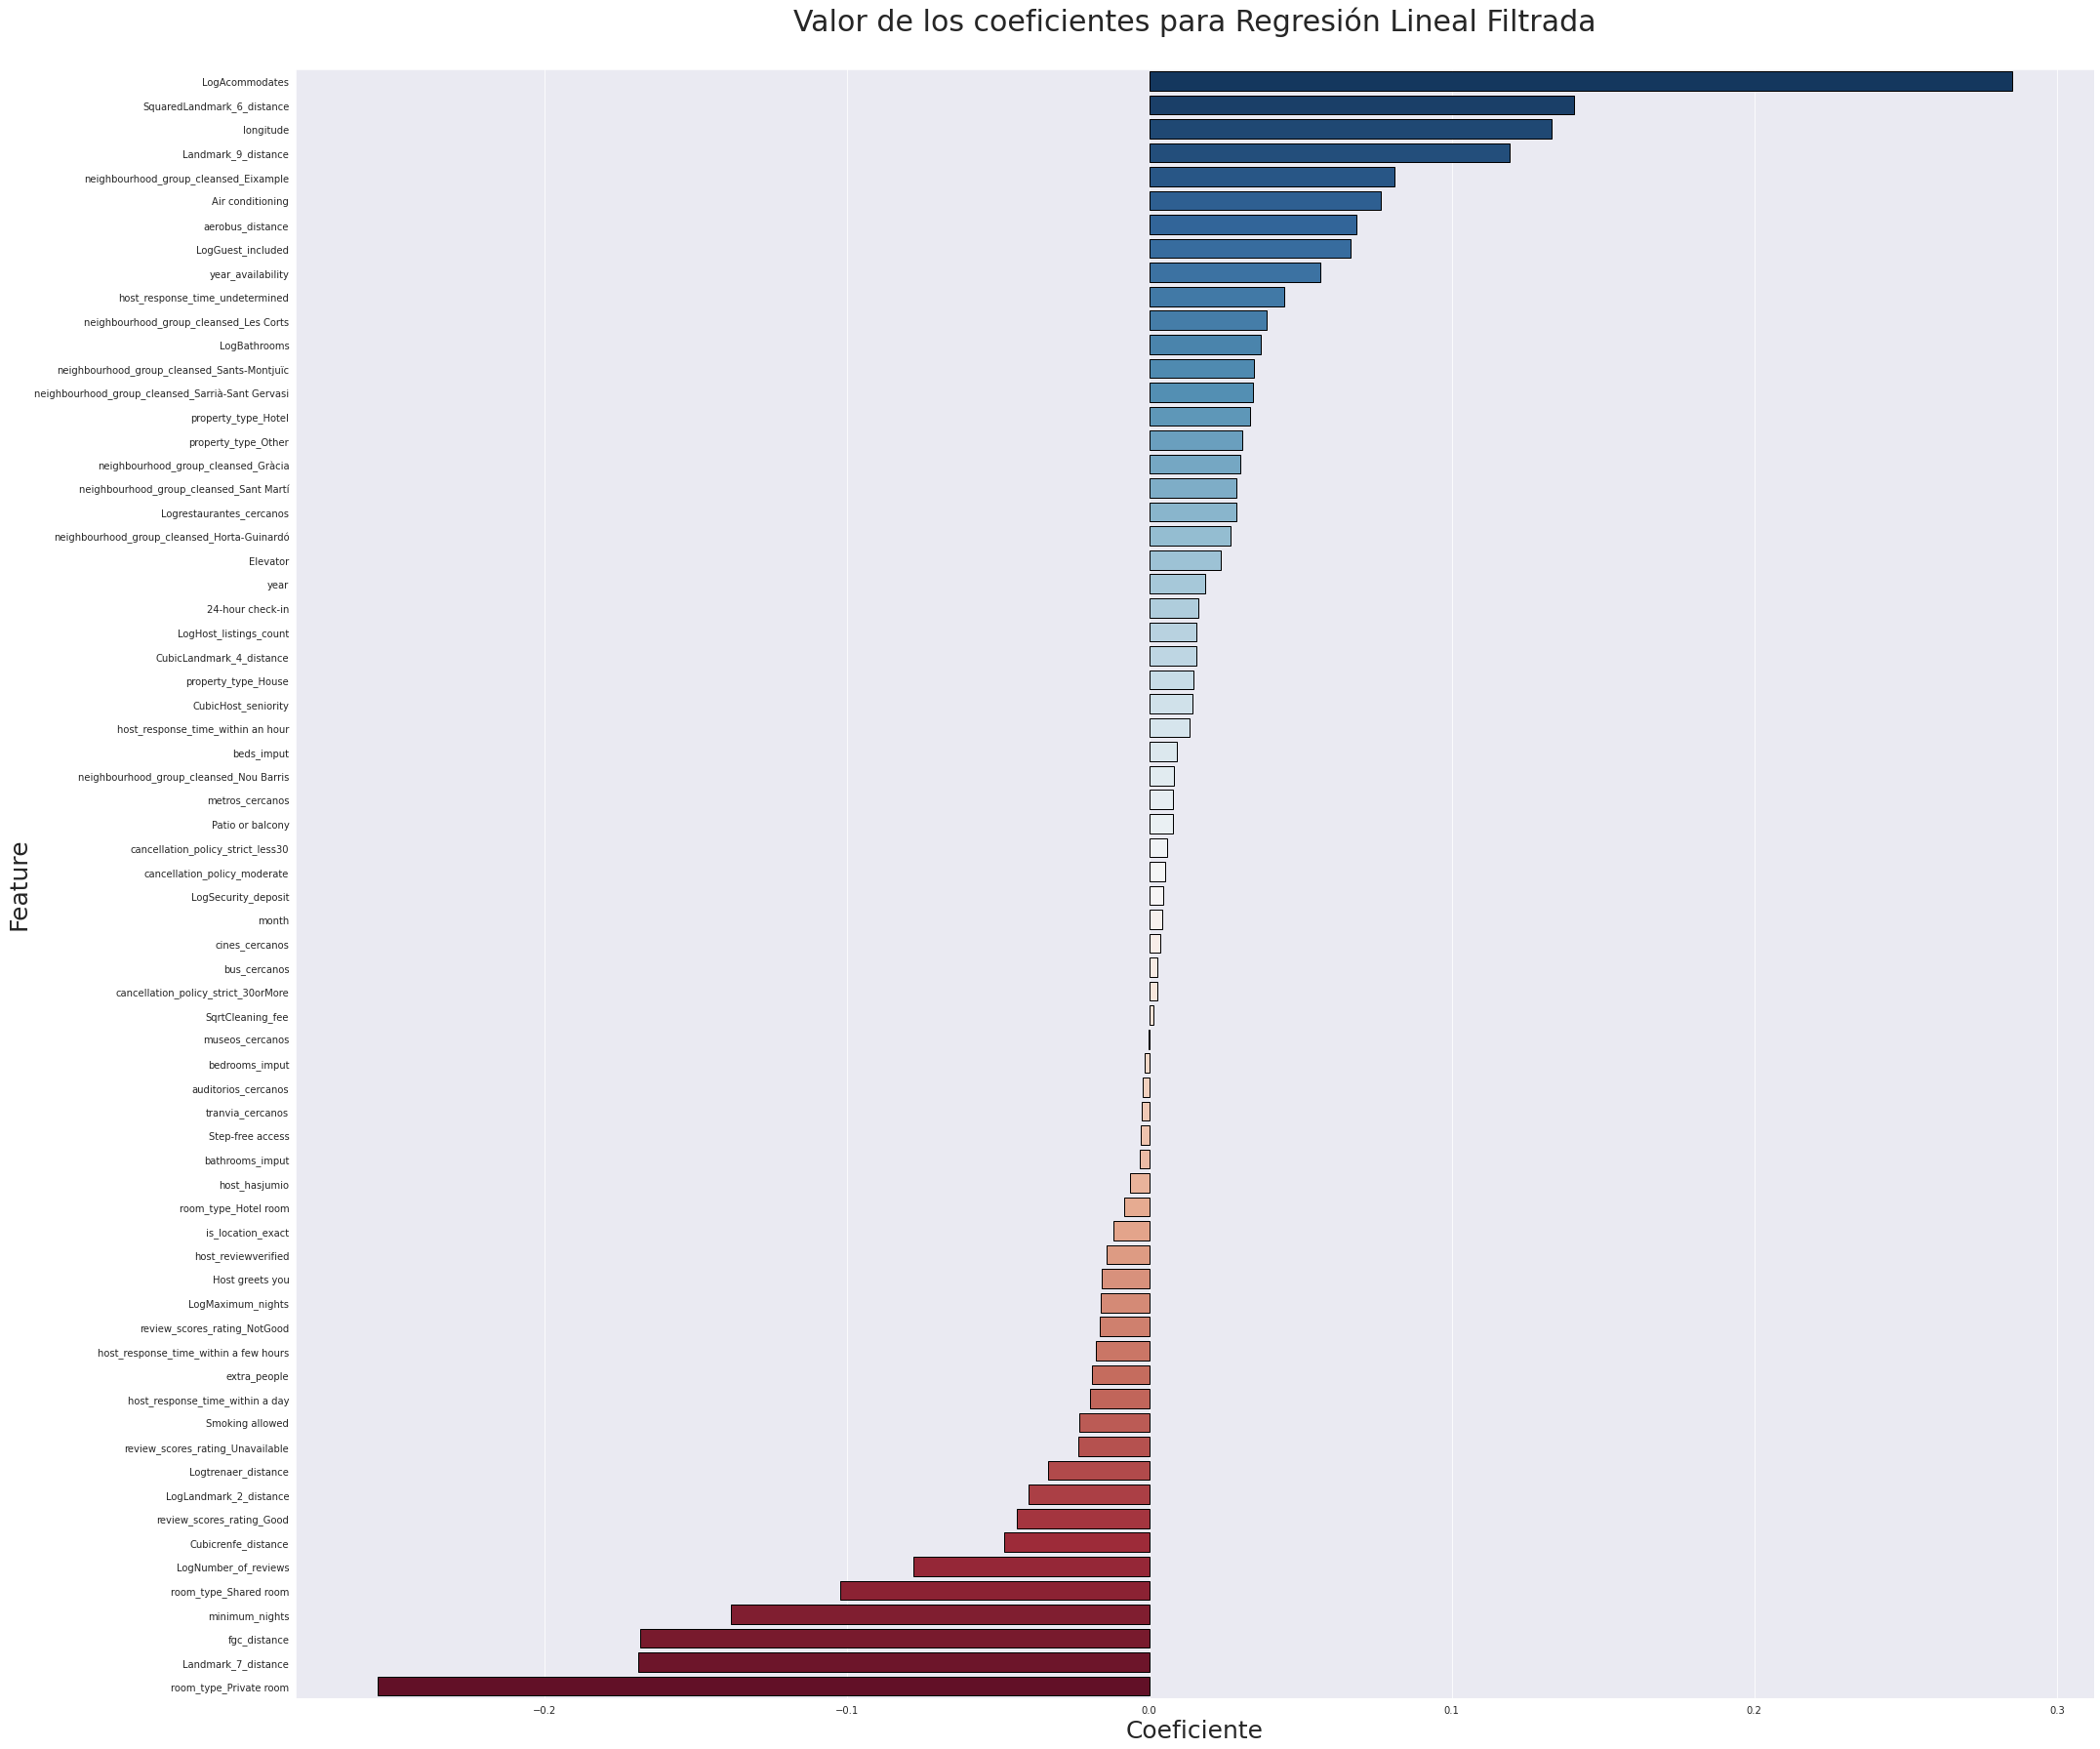 Valor de los coeficientes para Regresión Lineal Filtrada
LogAcommodates
SquaredLandmark_6_distance
longitude
Landmark_9_distance
neighbourhood_group_cleansed_Eixample
Air conditioning
aerobus_distance
LogGuest_included
year_availability
host_response_time_undetermined
neighbourhood_group_cleansed_Les Corts
LogBathrooms
neighbourhood_group_cleansed_Sants-Montjuïc
neighbourhood_group_cleansed_Sarrià-Sant Gervasi
property_type_Hotel
property_type_Other
neighbourhood_group_cleansed_Gràcia
neighbourhood_group_cleansed_Sant Martí
Logrestaurantes_cercanos
neighbourhood_group_cleansed_Horta-Guinardó
Elevator
year
24-hour check-in
LogHost_listings_count
CubicLandmark_4_distance
property_type_House
CubicHost_seniority
host_response_time_within an hour
beds_imput
neighbourhood_group_cleansed_Nou Barris
metros_cercanos
Patio or balcony
cancellation_policy_strict_less30
cancellation_policy_moderate
LogSecurity_deposit
month
cines_cercanos
bus_cercanos
cancellation_policy_strict_30orMore
SqrtCleaning_fee
museos_cercanos
bedrooms_imput
auditorios_cercanos
tranvia_cercanos
Step-free access
bathrooms_imput
host_hasjumio
room_type_Hotel room
is_location_exact
host_reviewverified
Host greets you
LogMaximum_nights
review_scores_rating_NotGood
host_response_time_within a few hours
extra_people
host_response_time_within a day
Smoking allowed
review_scores_rating_Unavailable
Logtrenaer_distance
LogLandmark_2_distance
review_scores_rating_Good
Cubicrenfe_distance
LogNumber_of_reviews
room_type_Shared room
minimum_nights
fgc_distance
Landmark_7_distance
room_type_Private room
Feature
−0.2 −0.1 0.0 0.1 0.2 0.3
Coeficiente